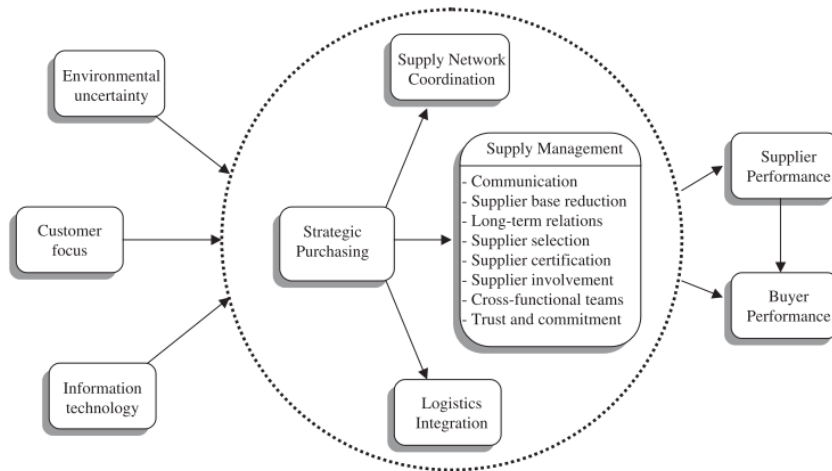 Environmental
uncertainty
Customer
focus
Information
technology
Supply Network
Coordination
Strategic
Purchasing
Supply Management
- Communication
- Supplier base reduction
- Long-term relations
- Supplier selection
- Supplier certification
- Supplier involvement
- Cross-functional teams
- Trust and commitment
Logistics
Integration
Supplier
Performance
Buyer
Performance